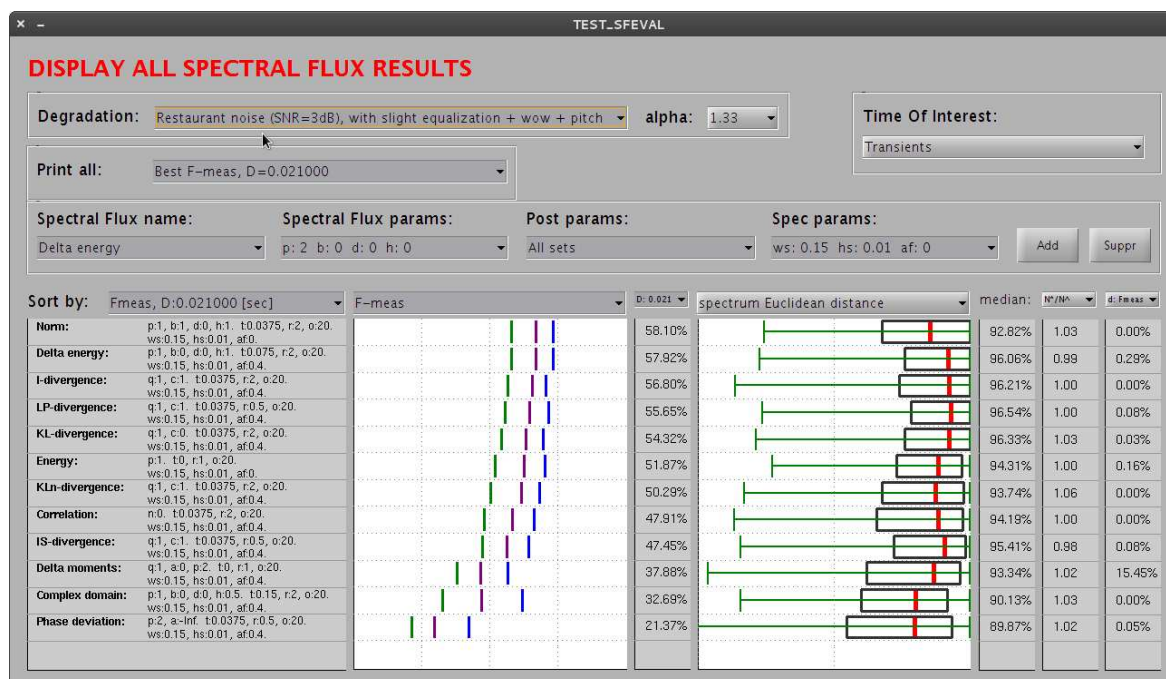 × –
TEST_SFEVAL
DISPLAY ALL SPECTRAL FLUX RESULTS
Degradation: Restaurant noise (SNR=3dB), with slight equalization + wow + pitch alpha: 1.33
Time Of Interest:
Transients
Print all: Best F-meas, D=0.021000
Spectral Flux name: Spectral Flux params: Post params: Spec params:
Delta energy p: 2 b: 0 d: 0 h: 0 All sets ws: 0.15 hs: 0.01 af: 0 Add Suppr
Sort by: Fmeas, D:0.021000 [sec] F-meas D: 0.021 spectrum Euclidean distance median: N*/N^ d: Fmeas
Norm: p:1, b:1, d:0, h:1. t:0.0375, r:2, o:20. 58.10% 92.82% 1.03 0.00%
ws:0.15, hs:0.01, af:0.
Delta energy: p:1, b:0, d:0, h:1. t:0.075, r:2, o:20. 57.92% 96.06% 0.99 0.29%
ws:0.15, hs:0.01, af:0.4.
I-divergence: q:1, c:1. t:0.0375, r:2, o:20. 56.80% 96.21% 1.00 0.00%
ws:0.15, hs:0.01, af:0.4.
LP-divergence: q:1, c:1. t:0.0375, r:0.5, o:20. 55.65% 96.54% 1.00 0.08%
ws:0.15, hs:0.01, af:0.4.
KL-divergence: q:1, c:0. t:0.0375, r:2, o:20. 54.32% 96.33% 1.03 0.03%
ws:0.15, hs:0.01, af:0.4.
Energy: p:1. t:0, r:1, o:20. 51.87% 94.31% 1.00 0.16%
ws:0.15, hs:0.01, af:0.
KLn-divergence: q:1, c:1. t:0.0375, r:2, o:20. 50.29% 93.74% 1.06 0.00%
ws:0.15, hs:0.01, af:0.4.
Correlation: n:0. t:0.0375, r:2, o:20. 47.91% 94.19% 1.00 0.00%
ws:0.15, hs:0.01, af:0.4.
IS-divergence: q:1, c:1. t:0.0375, r:0.5, o:20. 47.45% 95.41% 0.98 0.08%
ws:0.15, hs:0.01, af:0.4.
Delta moments: q:1, a:0, p:2. t:0, r:1, o:20. 37.88% 93.34% 1.02 15.45%
ws:0.15, hs:0.01, af:0.4.
Complex domain: p:1, b:0, d:0, h:0.5. t:0.15, r:2, o:20. 32.69% 90.13% 1.03 0.00%
ws:0.15, hs:0.01, af:0.4.
Phase deviation: p:2, a:-Inf. t:0.0375, r:0.5, o:20. 21.37% 89.87% 1.02 0.05%
ws:0.15, hs:0.01, af:0.4.